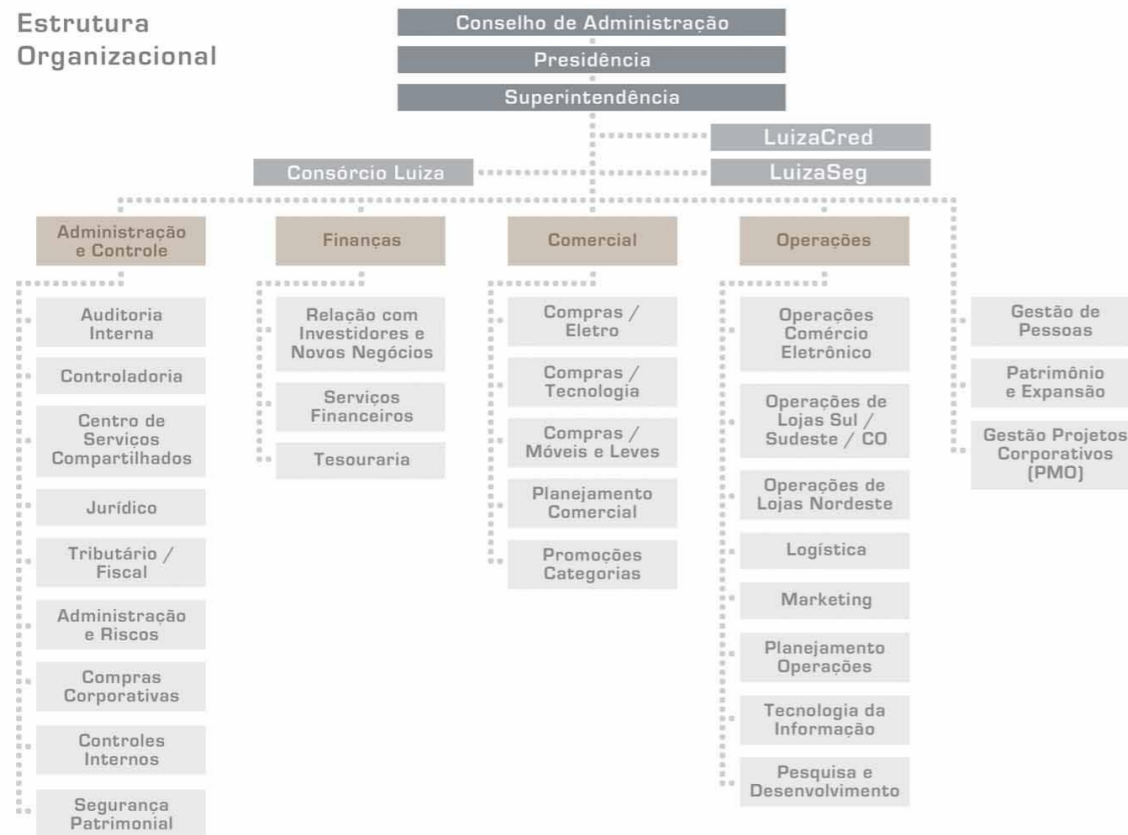 Estrutura
Organizacional
Conselho de Administração
Presidência
Superintendência
LuizaCred
Consórcio Luiza
LuizaSeg
Administração
e Controle
Finanças
Comercial
Operações
Auditoria
Interna
Controladoria
Centro de
Serviços
Compartilhados
Jurídico
Tributário /
Fiscal
Administração
e Riscos
Compras
Corporativas
Controles
Internos
Segurança
Patrimonial
Relação com
Investidores e
Novos Negócios
Serviços
Financeiros
Tesouraria
Compras /
Eletro
Compras /
Tecnologia
Compras /
Móveis e Leves
Planejamento
Comercial
Promoções
Categorias
Operações
Comércio
Eletrônico
Operações de
Lojas Sul /
Sudeste / CO
Operações de
Lojas Nordeste
Logística
Marketing
Planejamento
Operações
Tecnologia da
Informação
Pesquisa e
Desenvolvimento
Gestão de
Pessoas
Patrimônio
e Expansão
Gestão Projetos
Corporativos
(PMO)